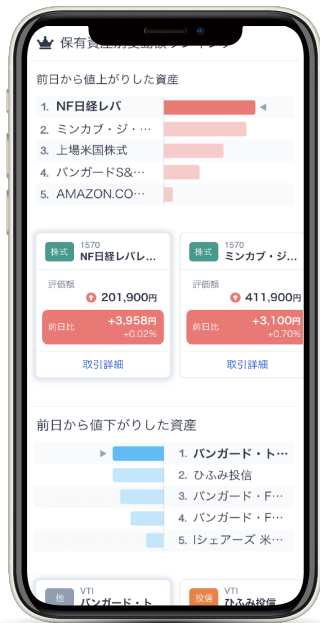 保有資産別変動額ランキング
前日から値上がりした資産
1. NF日経レバ
2. ミンカブ・ジ・…
3. 上場米国株式
4. バンガードS&…
5. AMAZON.CO…
株式 1570 NF日経レバレ…
評価額
201,900円
前日比 +3,958円
+0.02%
取引詳細
株式 1570 ミンカブ・ジ…
評価額
411,900円
前日比 +3,100円
+0.70%
取引詳細
前日から値下がりした資産
1. バンガード・ト…
2. ひふみ投信
3. バンガード・F…
4. バンガード・F…
5. iシェアーズ 米…
他 VTI バンガード・ト
投信 VTI ひふみ投信